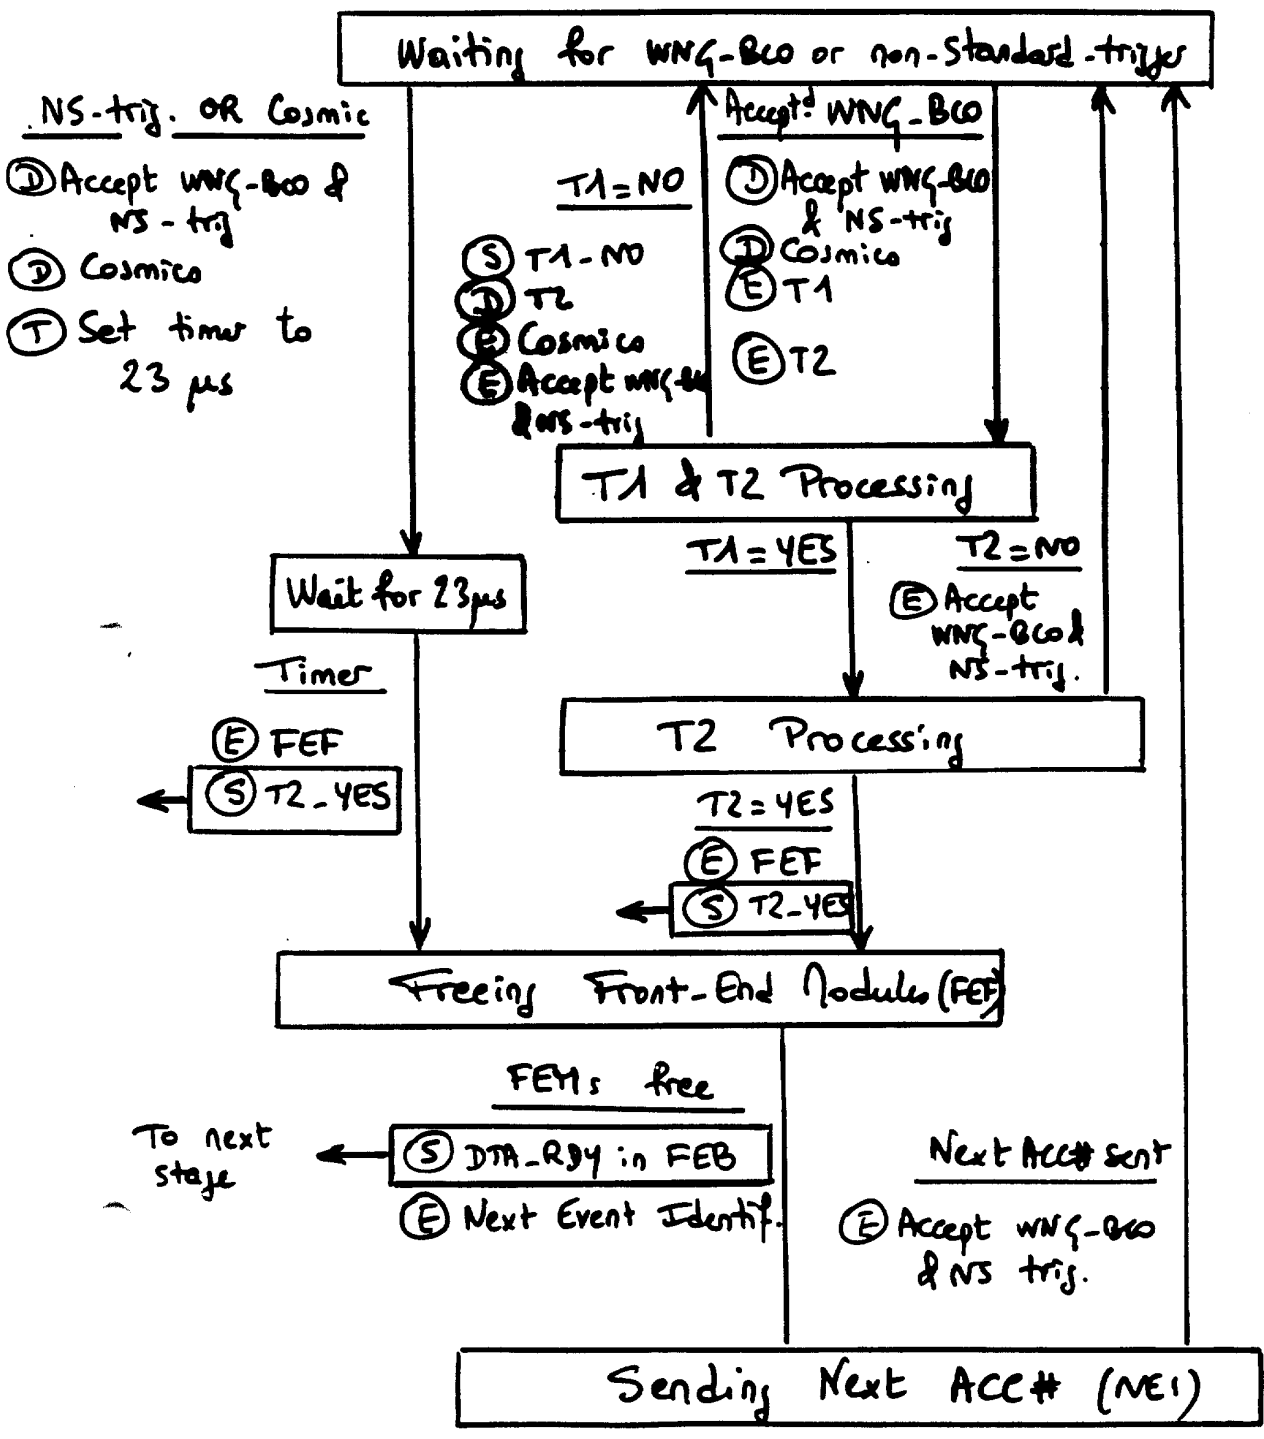 Waiting for WNG-BCO or non-Standard-trigger
NS-trig. OR Cosmic
D Accept WNG-BCO &
NS-trig
D Cosmics
T Set timer to
23 µs
T1=NO
S T1-NO
D T2
E Cosmics
E Accept WNG-BCO
& NS-trig
Acceptd WNG_BCO
D Accept WNG-BCO
& NS-trig
D Cosmics
E T1
E T2
T1 & T2 Processing
T1=YES
T2=NO
E Accept
WNG-BCO &
NS-trig.
Wait for 23µs
Timer
E FEF
S T2_YES
T2 Processing
T2=YES
E FEF
S T2_YES
Freeing Front-End Modules (FEF)
FEMs free
To next
stage
S DTA_RDY in FEB
E Next Event Identif.
Next ACC# sent
E Accept WNG-BCO
& NS trig.
Sending Next ACC# (NEI)